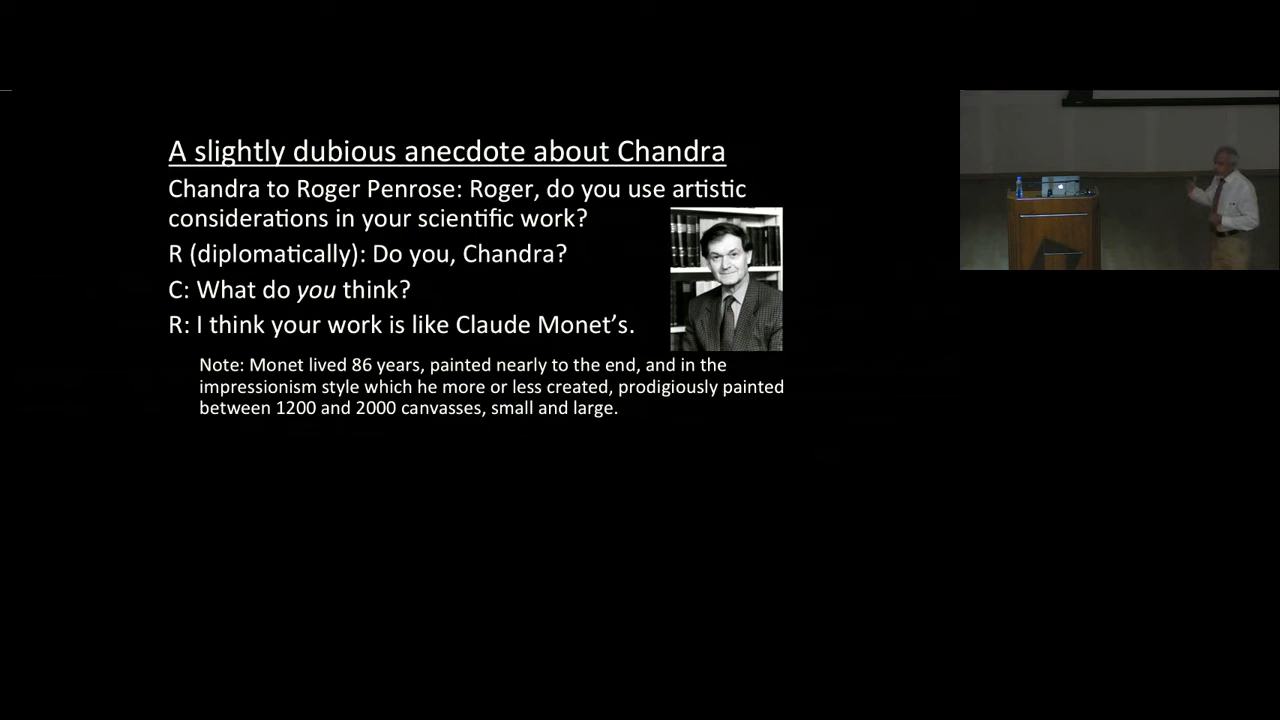 A slightly dubious anecdote about Chandra
Chandra to Roger Penrose: Roger, do you use artistic
considerations in your scientific work?
R (diplomatically): Do you, Chandra?
C: What do you think?
R: I think your work is like Claude Monet’s.
Note: Monet lived 86 years, painted nearly to the end, and in the
impressionism style which he more or less created, prodigiously painted
between 1200 and 2000 canvasses, small and large.